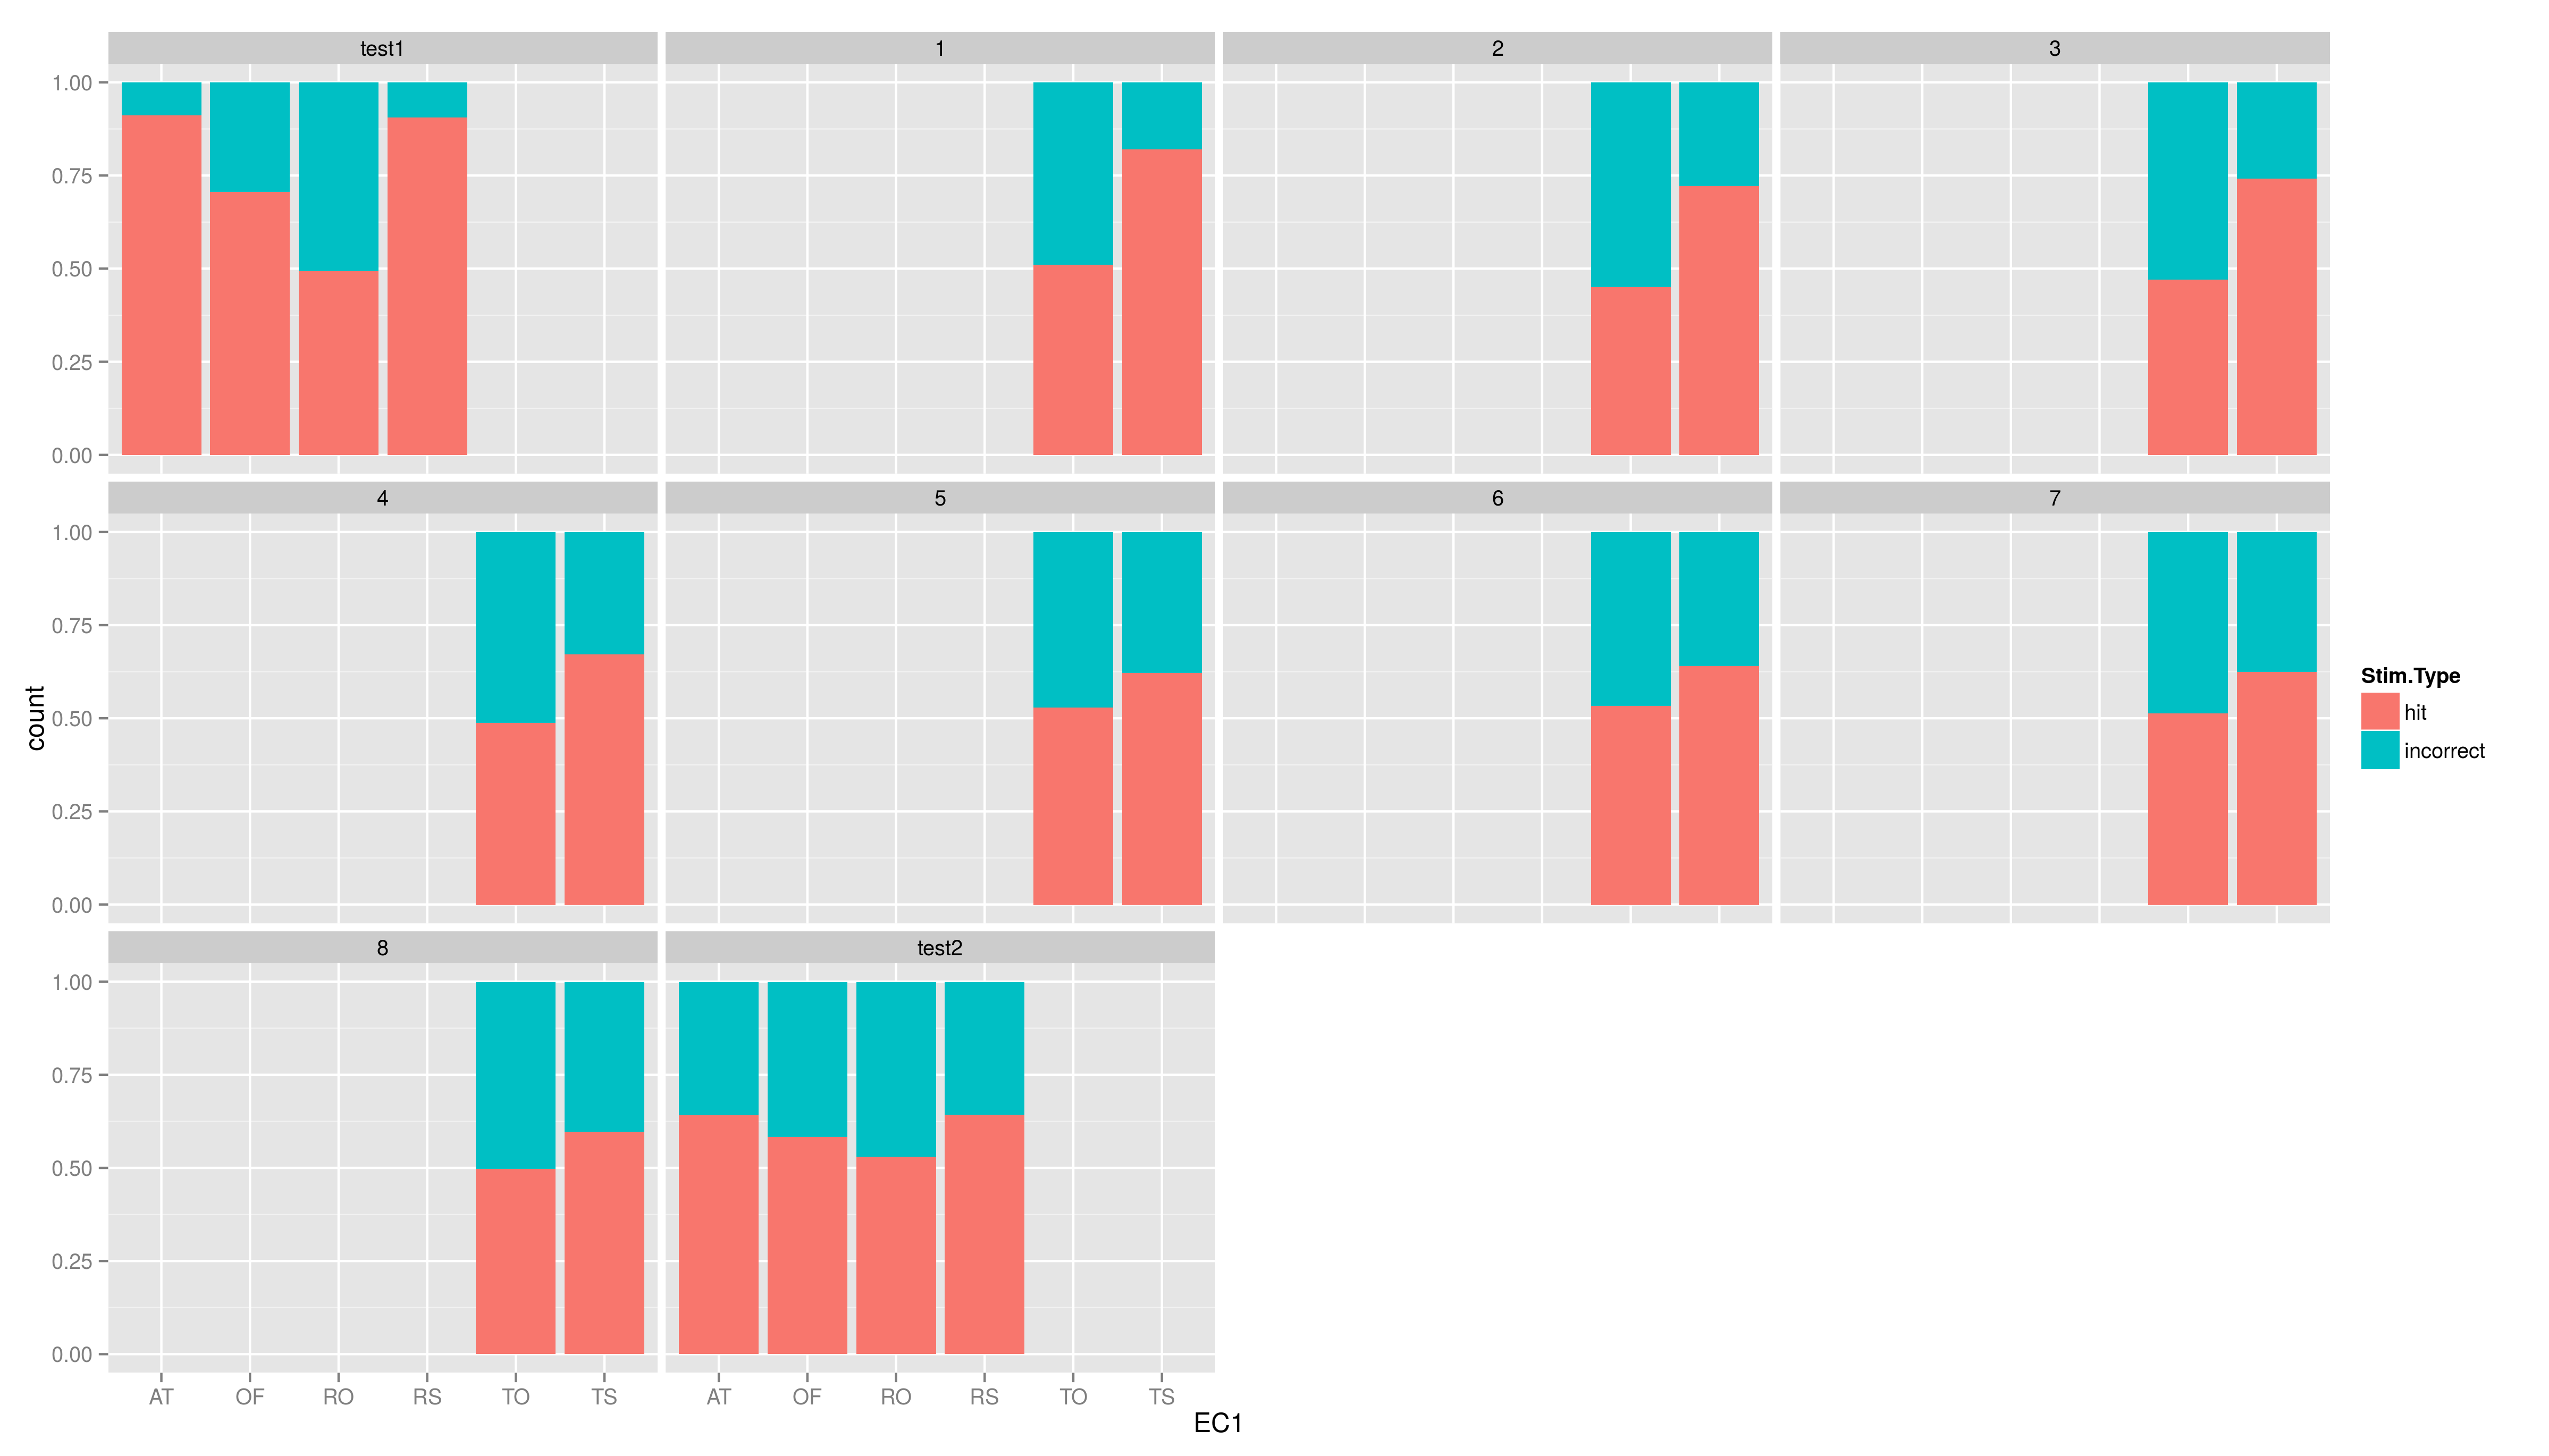 test1 1 2 3
1.00
0.75
0.50
0.25
0.00
4 5 6 7
1.00
0.75
0.50
0.25
0.00
8 test2
1.00
0.75
0.50
0.25
0.00
AT OF RO RS TO TS AT OF RO RS TO TS
EC1
count
Stim.Type
hit
incorrect